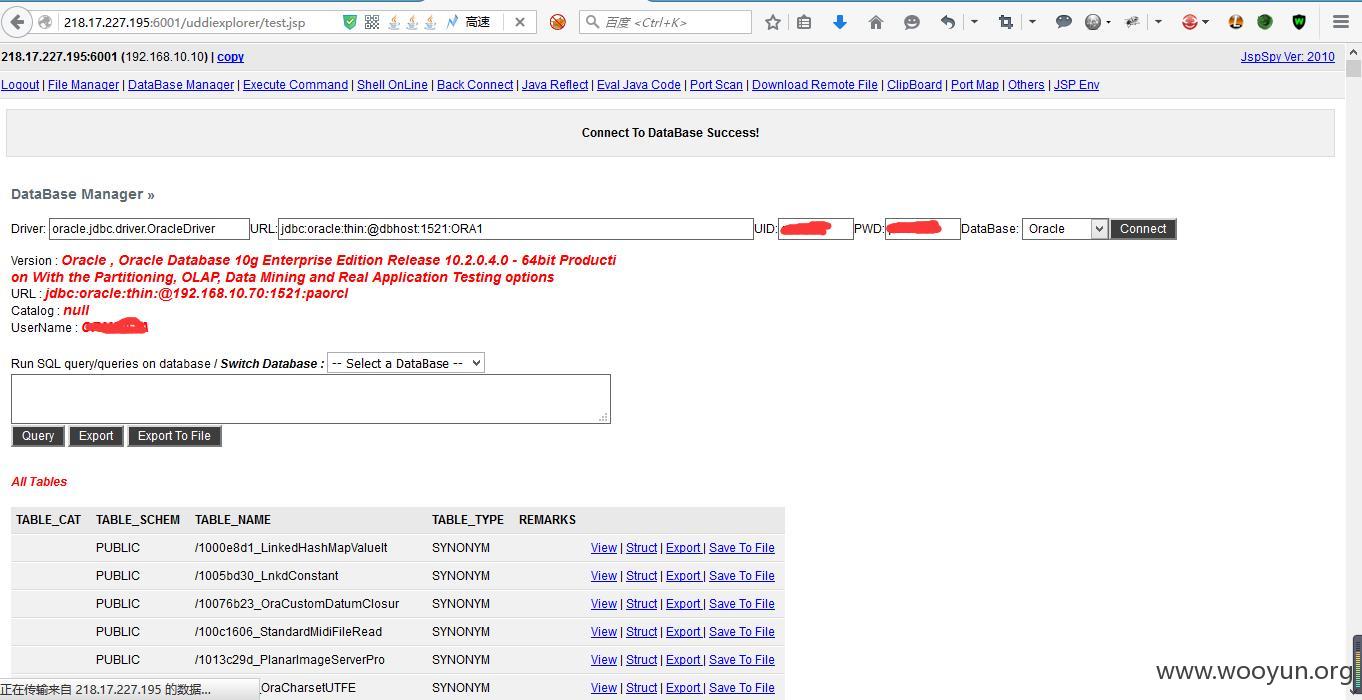 218.17.227.195:6001/uddiexplorer/test.jsp 高速 百度 <Ctrl+K>
218.17.227.195:6001 (192.168.10.10) | copy JspSpy Ver: 2010
Logout | File Manager | DataBase Manager | Execute Command | Shell OnLine | Back Connect | Java Reflect | Eval Java Code | Port Scan | Download Remote File | ClipBoard | Port Map | Others | JSP Env
Connect To DataBase Success!
DataBase Manager »
Driver: oracle.jdbc.driver.OracleDriver URL: jdbc:oracle:thin:@dbhost:1521:ORA1 UID: PWD: DataBase: Oracle Connect
Version : Oracle , Oracle Database 10g Enterprise Edition Release 10.2.0.4.0 - 64bit Producti
on With the Partitioning, OLAP, Data Mining and Real Application Testing options
URL : jdbc:oracle:thin:@192.168.10.70:1521:paorcl
Catalog : null
UserName :
Run SQL query/queries on database / Switch Database : -- Select a DataBase --
Query Export Export To File
All Tables
TABLE_CAT TABLE_SCHEM TABLE_NAME TABLE_TYPE REMARKS
PUBLIC /1000e8d1_LinkedHashMapValueIt SYNONYM View | Struct | Export | Save To File
PUBLIC /1005bd30_LnkdConstant SYNONYM View | Struct | Export | Save To File
PUBLIC /10076b23_OraCustomDatumClosur SYNONYM View | Struct | Export | Save To File
PUBLIC /100c1606_StandardMidiFileRead SYNONYM View | Struct | Export | Save To File
PUBLIC /1013c29d_PlanarImageServerPro SYNONYM View | Struct | Export | Save To File
_OraCharsetUTFE SYNONYM View | Struct | Export | Save To File
正在传输来自 218.17.227.195 的数据...
www.wooyun.org